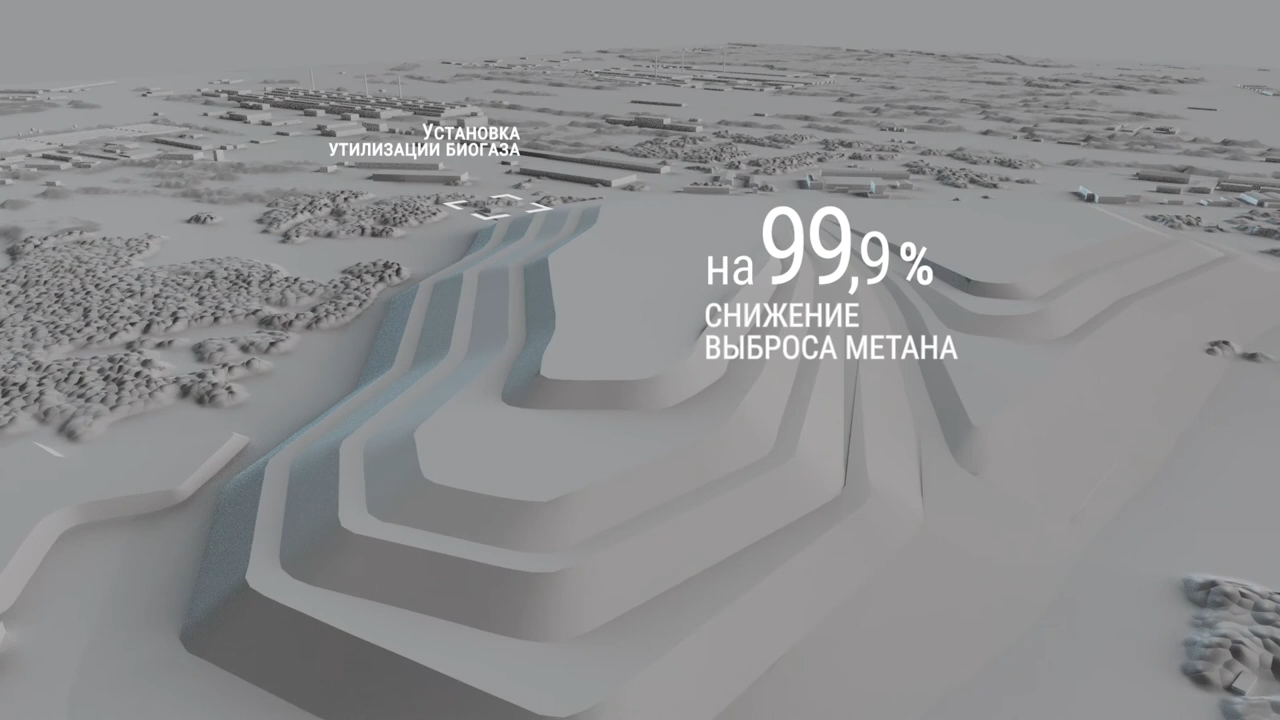 Установка
утилизации биогаза
на 99,9 %
снижение
выброса метана